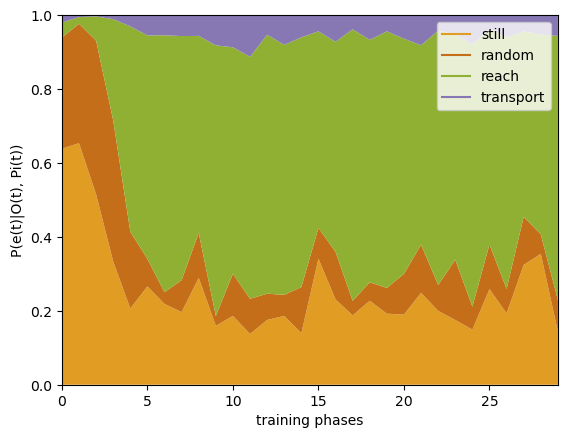 1.0
0.8
0.6
0.4
0.2
0.0
P(e(t)|O(t), Pi(t))
still
random
reach
transport
0
5
10
15
20
25
training phases